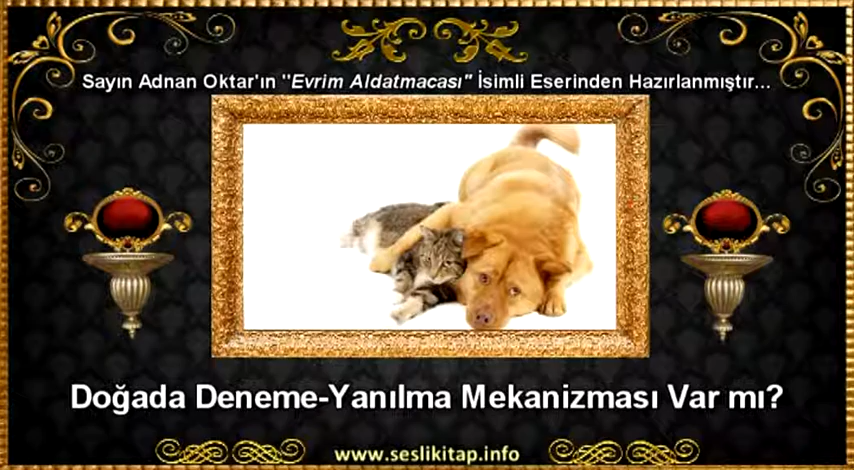 Sayın Adnan Oktar'ın "Evrim Aldatmacası" İsimli Eserinden Hazırlanmıştır...
Doğada Deneme-Yanılma Mekanizması Var mı?
www.seslikitap.info